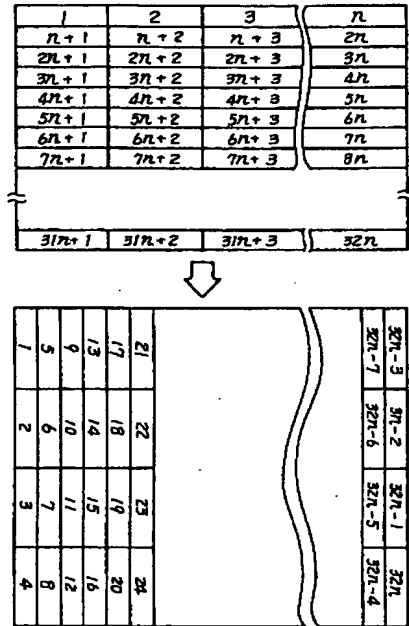 1 2 3 n
n+1 n+2 n+3 2n
2n+1 2n+2 2n+3 3n
3n+1 3n+2 3n+3 4n
4n+1 4n+2 4n+3 5n
5n+1 5n+2 5n+3 6n
6n+1 6n+2 6n+3 7n
7n+1 7n+2 7n+3 8n
31n+1 31n+2 31n+3 32n
1 5 9 13 17 21 32n-7 32n-3
2 6 10 14 18 22 32n-6
3 7 11 15 19 23 32n-5 32n-1
4 8 12 16 20 24 32n-4 32n